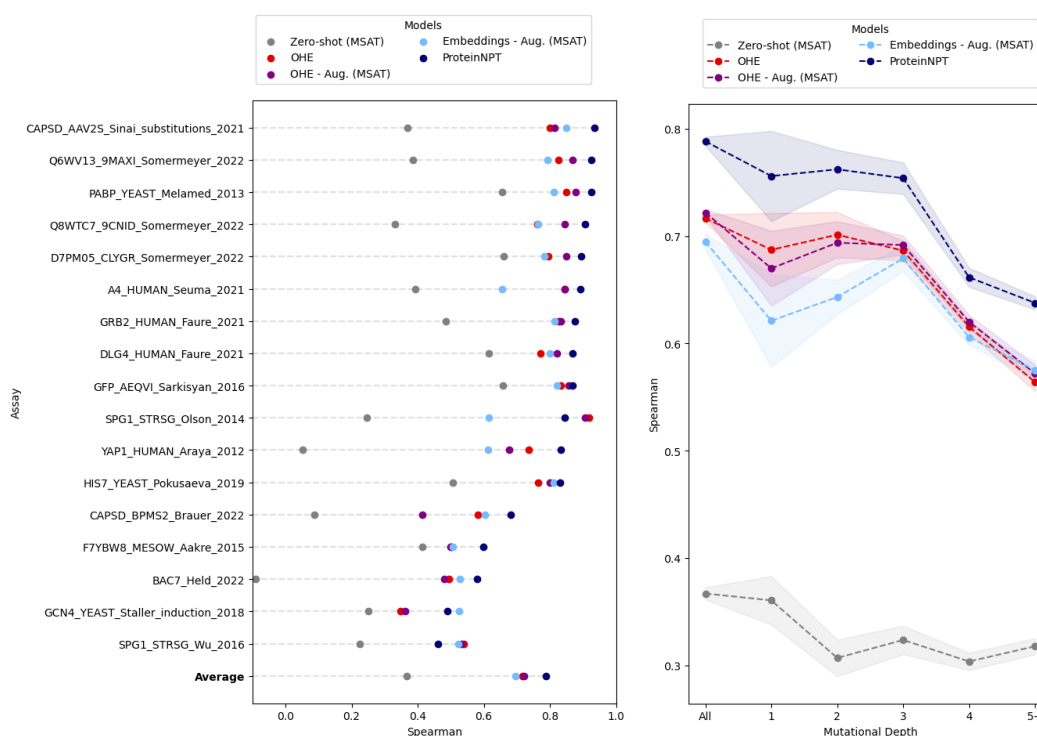 Models
Zero-shot (MSAT)
OHE
OHE - Aug. (MSAT)
Embeddings - Aug. (MSAT)
ProteinNPT
Assay
CAPSD_AAV2S_Sinai_substitutions_2021
Q6WV13_9MAXI_Somermeyer_2022
PABP_YEAST_Melamed_2013
Q8WTC7_9CNID_Somermeyer_2022
D7PM05_CLYGR_Somermeyer_2022
A4_HUMAN_Seuma_2021
GRB2_HUMAN_Faure_2021
DLG4_HUMAN_Faure_2021
GFP_AEQVI_Sarkisyan_2016
SPG1_STRSG_Olson_2014
YAP1_HUMAN_Araya_2012
HIS7_YEAST_Pokusaeva_2019
CAPSD_BPMS2_Brauer_2022
F7YBW8_MESOW_Aakre_2015
BAC7_Held_2022
GCN4_YEAST_Staller_induction_2018
SPG1_STRSG_Wu_2016
Average
0.0 0.2 0.4 0.6 0.8 1.0
Spearman
Models
Zero-shot (MSAT)
OHE
OHE - Aug. (MSAT)
Embeddings - Aug. (MSAT)
ProteinNPT
Spearman
0.8
0.7
0.6
0.5
0.4
0.3
All 1 2 3 4 5+
Mutational Depth